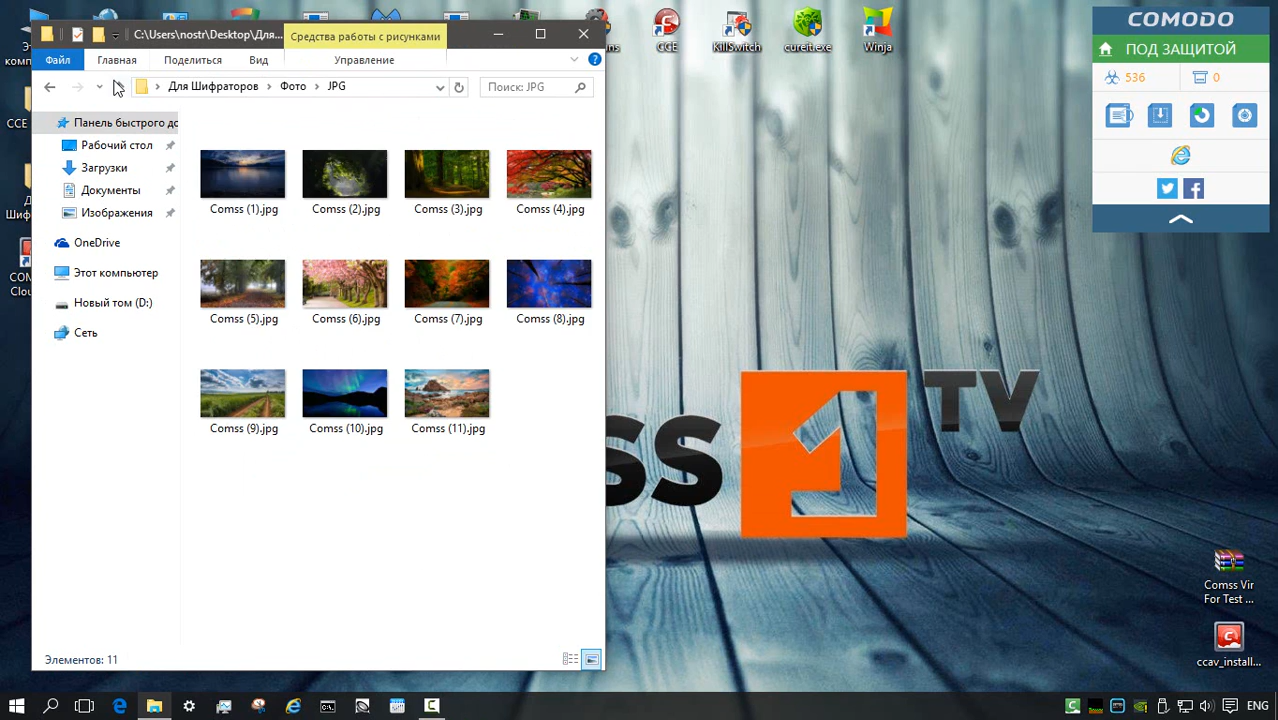 C:\Users\nostr\Desktop\Для...
Средства работы с рисунками
Файл
Главная
Поделиться
Вид
Управление
Для Шифраторов
Фото
JPG
Поиск: JPG
Панель быстрого до
Рабочий стол
Загрузки
Документы
Изображения
OneDrive
Этот компьютер
Новый том (D:)
Сеть
Comss (1).jpg
Comss (2).jpg
Comss (3).jpg
Comss (4).jpg
Comss (5).jpg
Comss (6).jpg
Comss (7).jpg
Comss (8).jpg
Comss (9).jpg
Comss (10).jpg
Comss (11).jpg
Элементов: 11
CCE
KillSwitch
cureit.exe
Winja
COMODO
ПОД ЗАЩИТОЙ
536
0
SS
1
TV
Comss Vir
For Test ...
ccav_install...
ENG